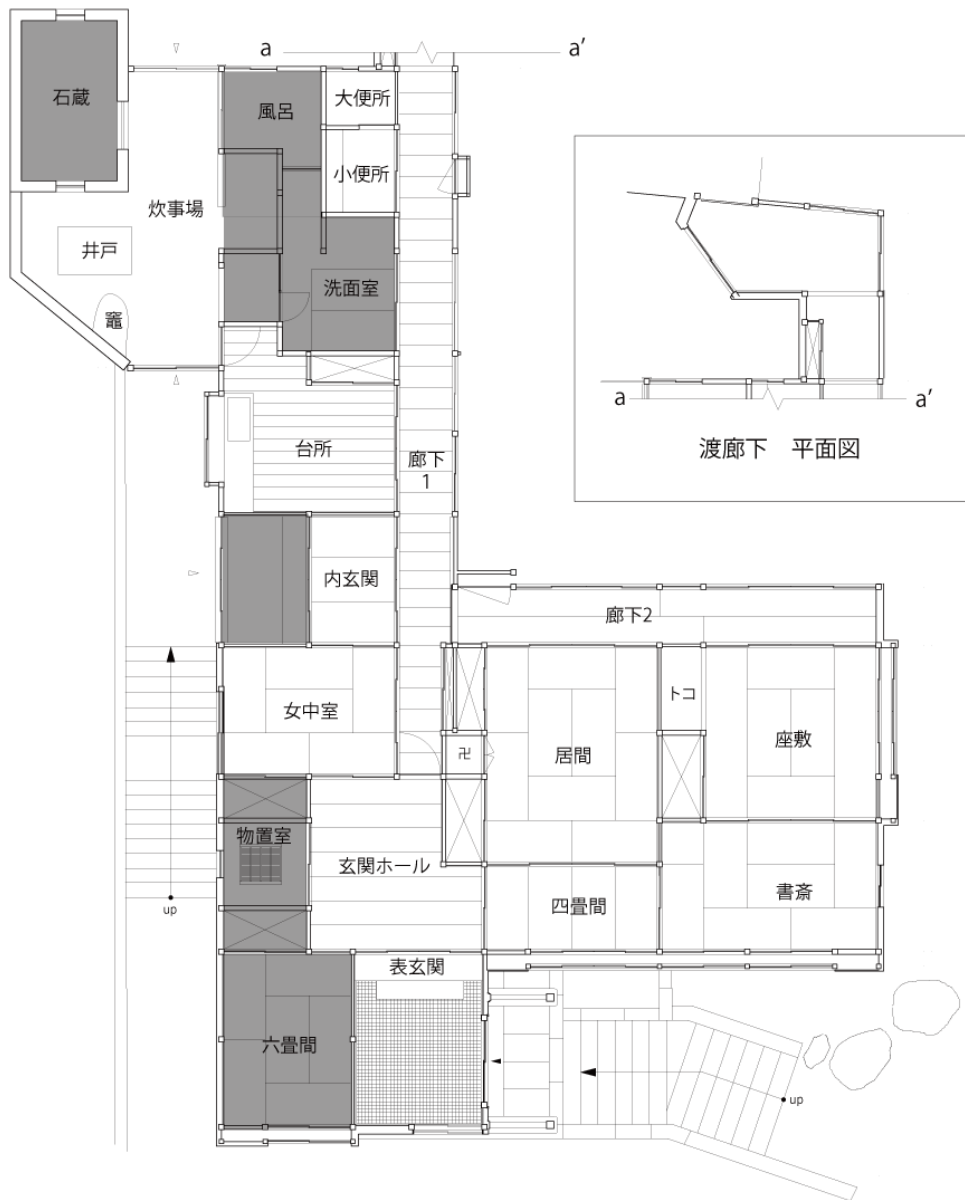 a
a’
石蔵
風呂
大便所
小便所
炊事場
井戸
竈
洗面室
台所
廊下
1
内玄関
女中室
卍
廊下2
トコ
居間
座敷
物置室
玄関ホール
四畳間
書斎
up
表玄関
六畳間
up
a
a’
渡廊下 平面図